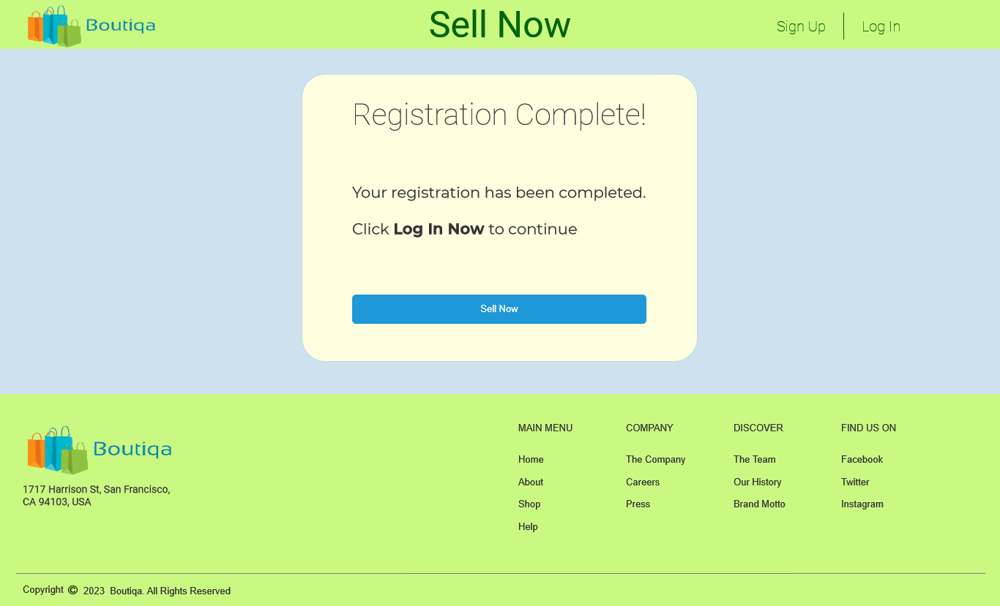 Boutiqa
Sell Now
Sign Up
Log In
Registration Complete!
Your registration has been completed.
Click Log In Now to continue
Sell Now
Boutiqa
1717 Harrison St, San Francisco,
CA 94103, USA
MAIN MENU
Home
About
Shop
Help
COMPANY
The Company
Careers
Press
DISCOVER
The Team
Our History
Brand Motto
FIND US ON
Facebook
Twitter
Instagram
Copyright © 2023 Boutiqa. All Rights Reserved